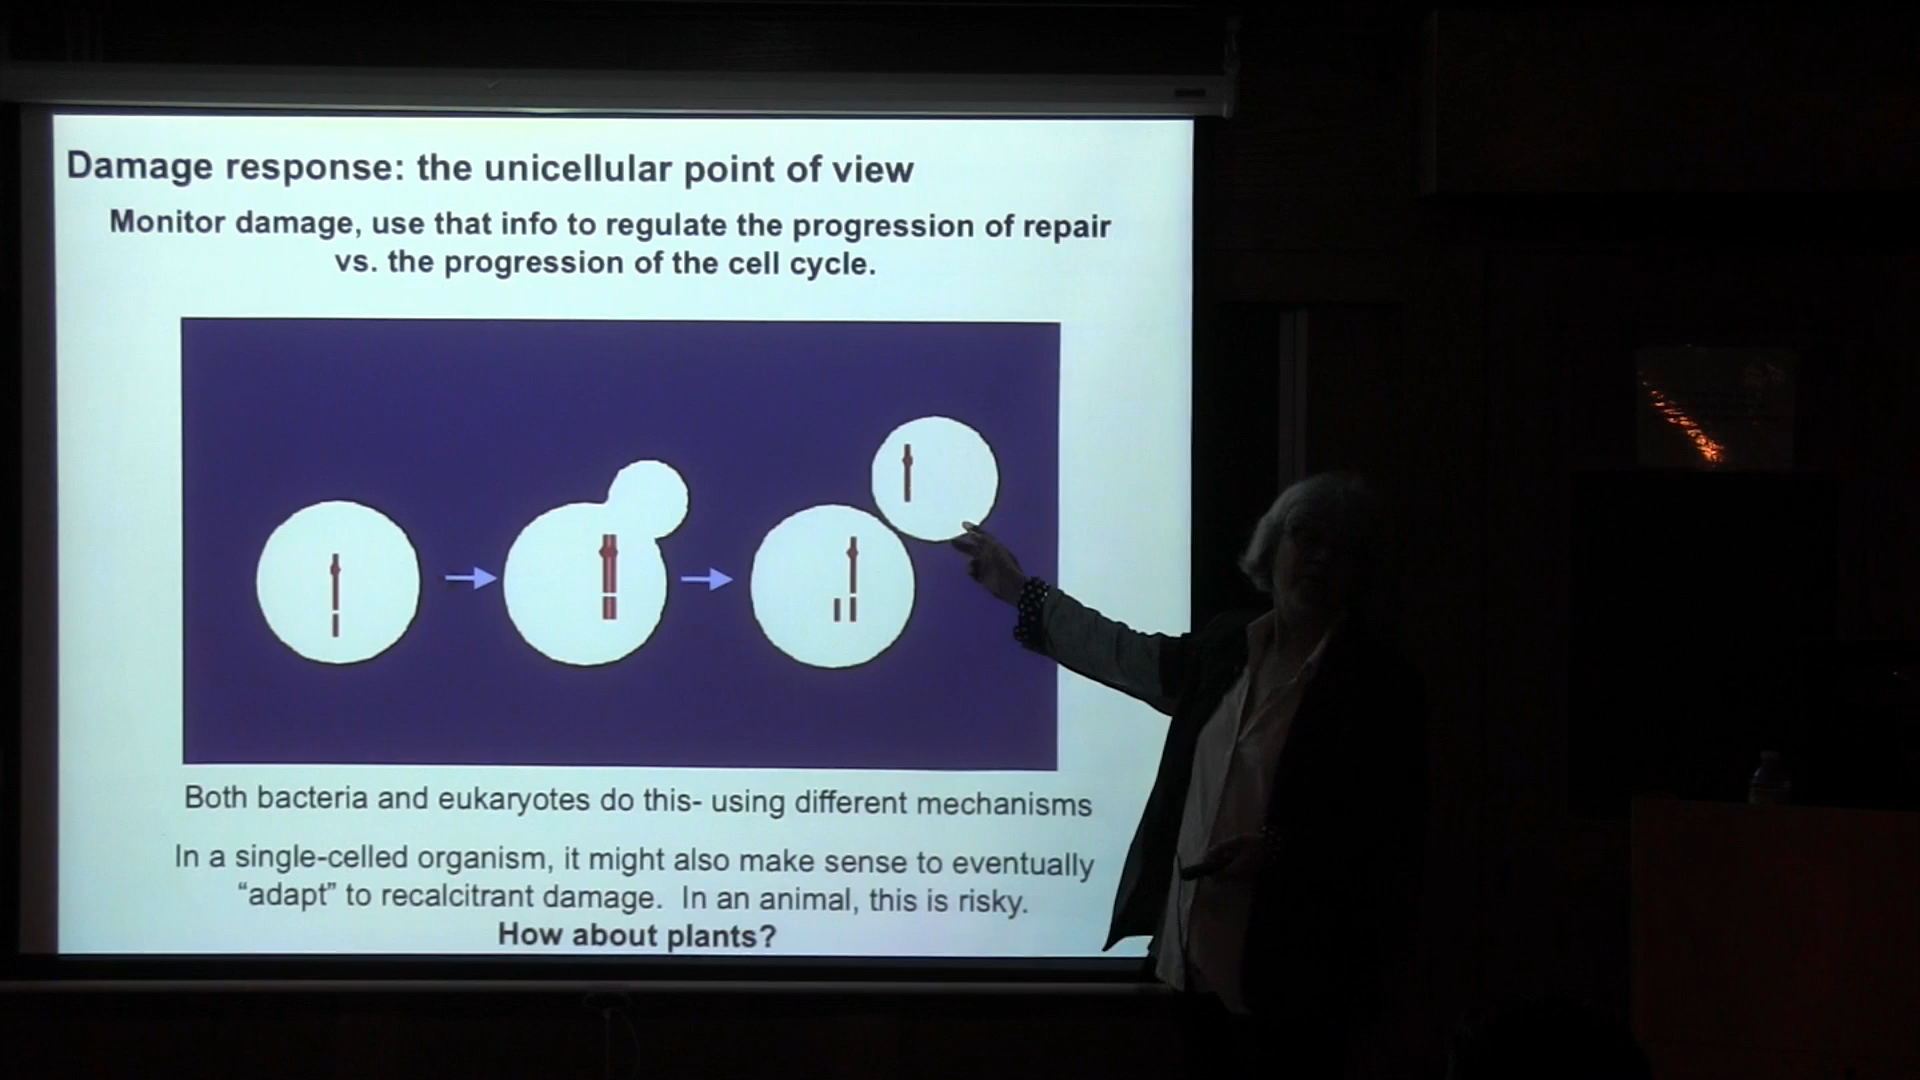 Damage response: the unicellular point of view
Monitor damage, use that info to regulate the progression of repair
vs. the progression of the cell cycle.
Both bacteria and eukaryotes do this- using different mechanisms
In a single-celled organism, it might also make sense to eventually
“adapt” to recalcitrant damage.  In an animal, this is risky.
How about plants?